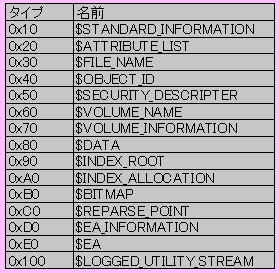 タイプ 名前
0x10 $STANDARD_INFORMATION
0x20 $ATTRIBUTE_LIST
0x30 $FILE_NAME
0x40 $OBJECT_ID
0x50 $SECURITY_DESCRIPTER
0x60 $VOLUME_NAME
0x70 $VOLUME_INFORMATION
0x80 $DATA
0x90 $INDEX_ROOT
0xA0 $INDEX_ALLOCATION
0xB0 $BITMAP
0xC0 $REPARSE_POINT
0xD0 $EA_INFORMATION
0xE0 $EA
0x100 $LOGGED_UTILITY_STREAM